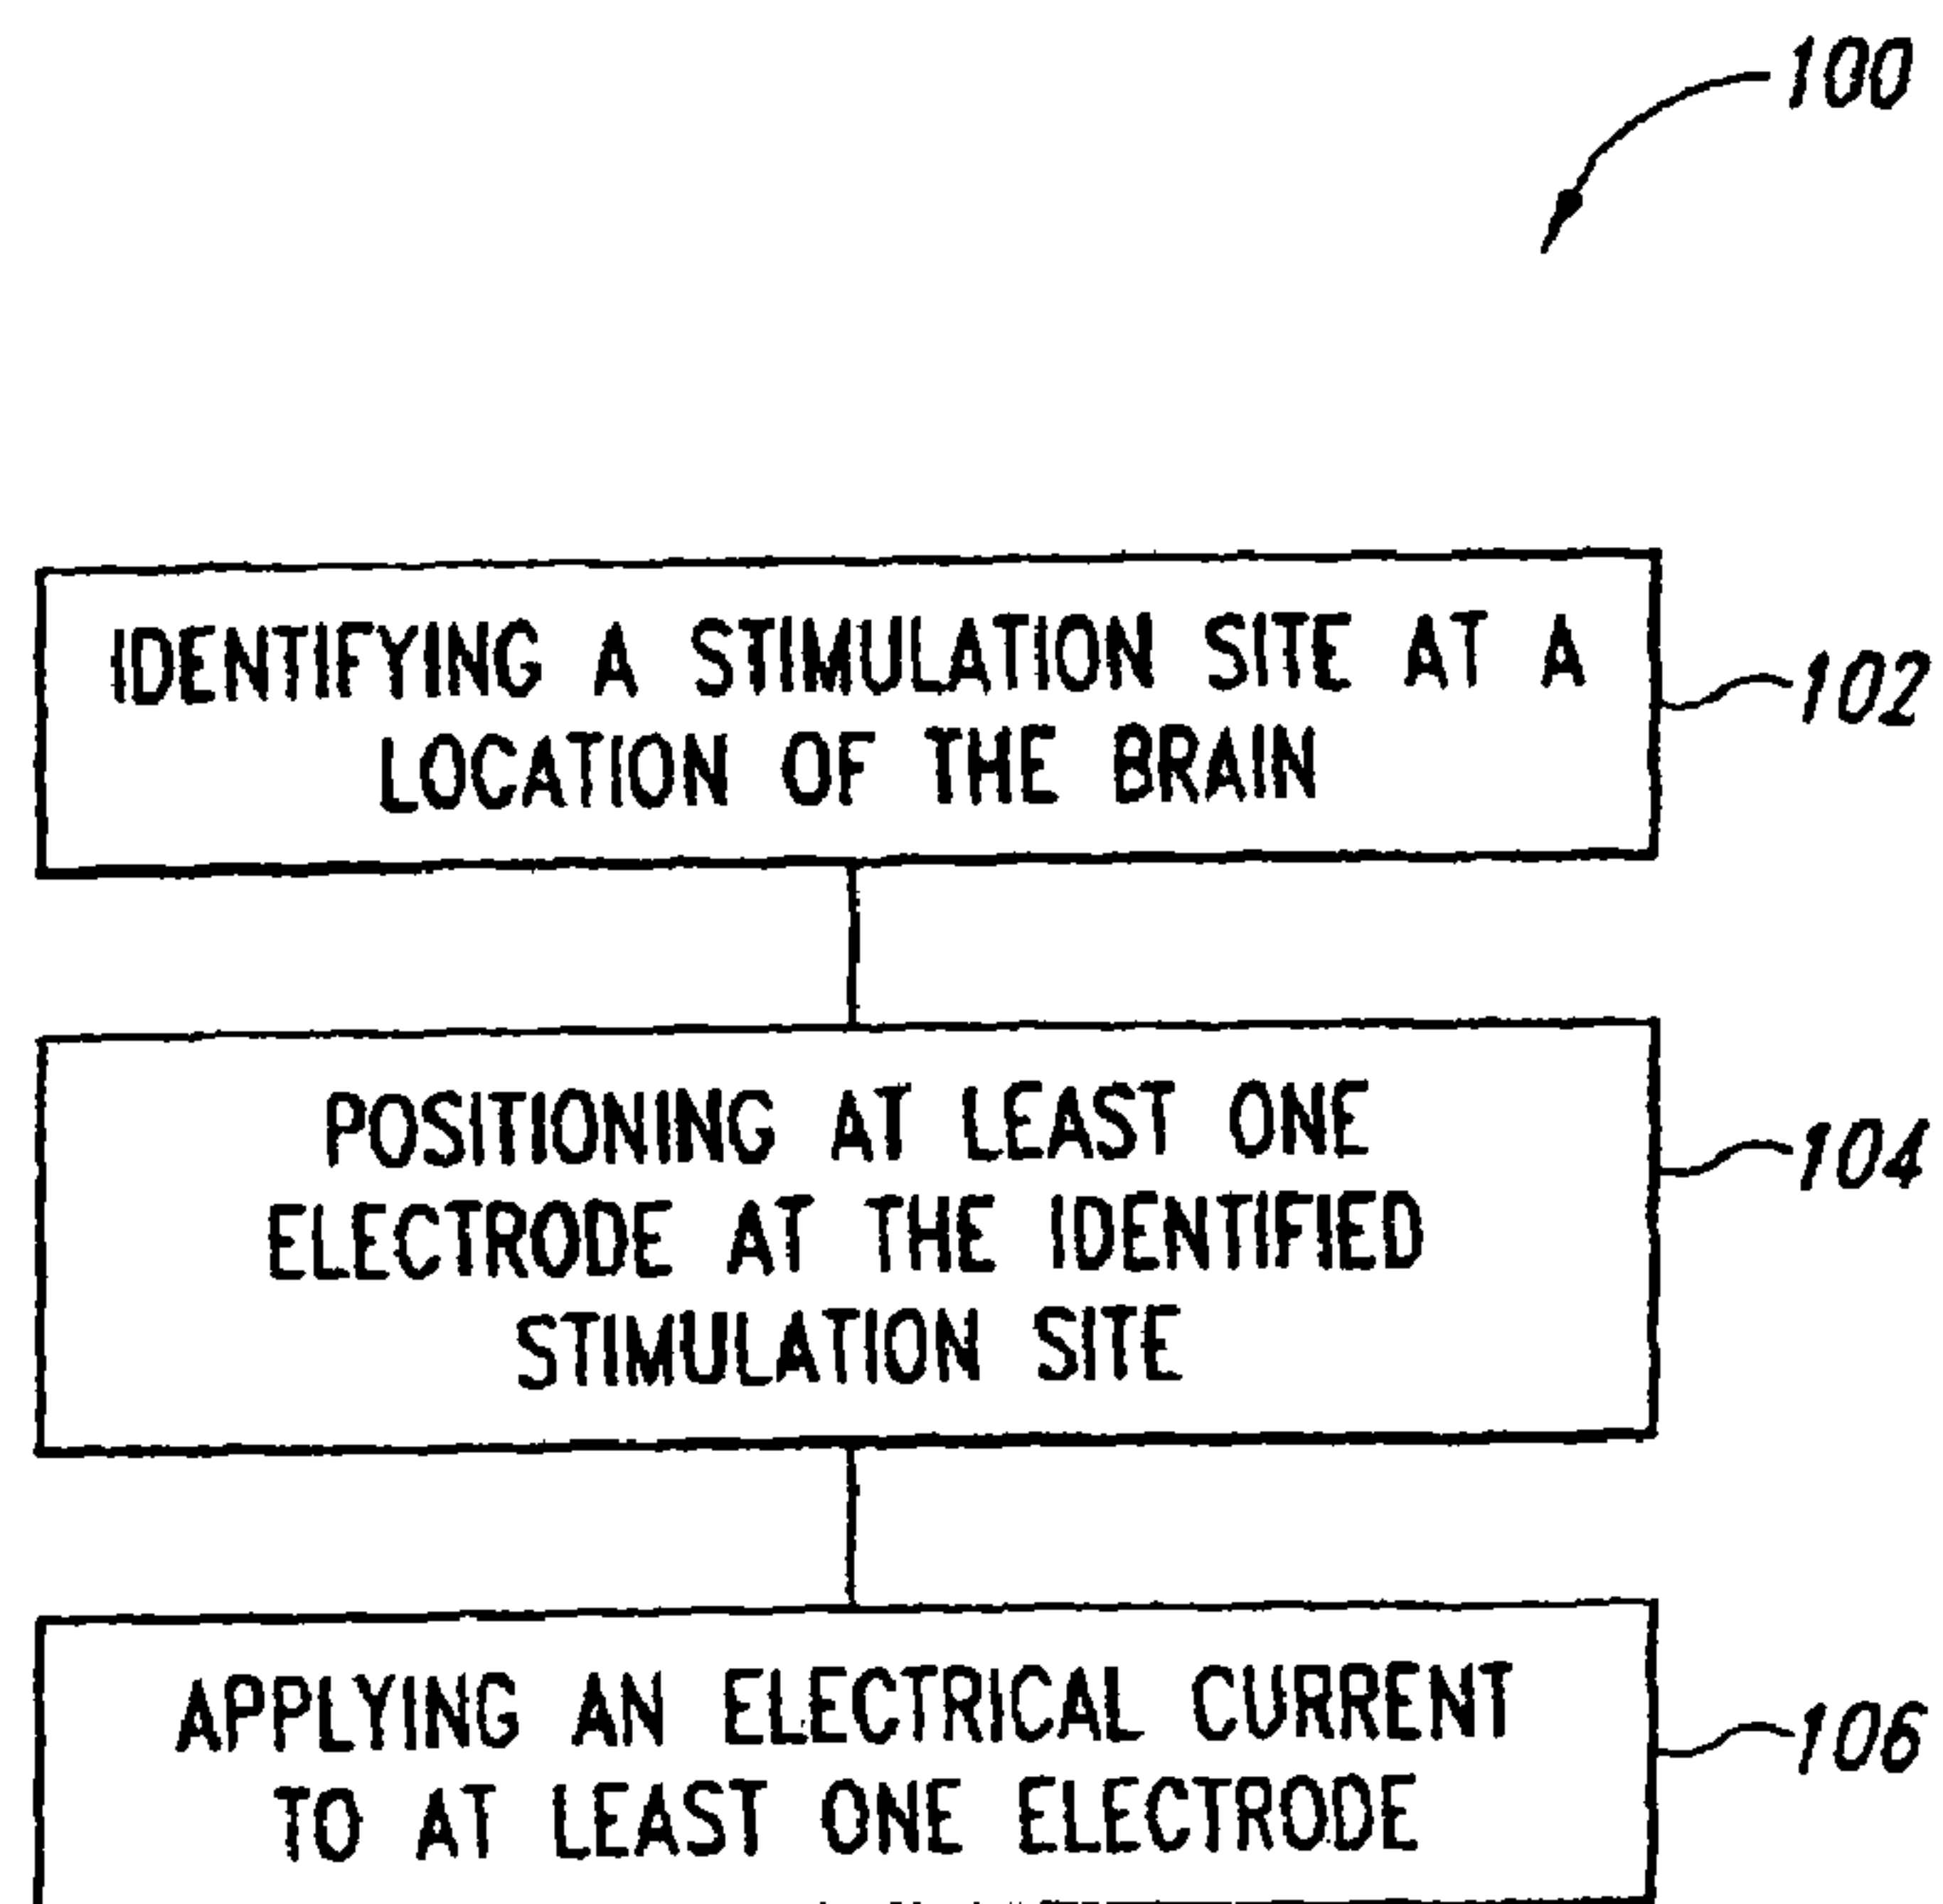 100
IDENTIFYING A STIMULATION SITE AT A
LOCATION OF THE BRAIN
102
POSITIONING AT LEAST ONE
ELECTRODE AT THE IDENTIFIED
STIMULATION SITE
104
APPLYING AN ELECTRICAL CURRENT
TO AT LEAST ONE ELECTRODE
106